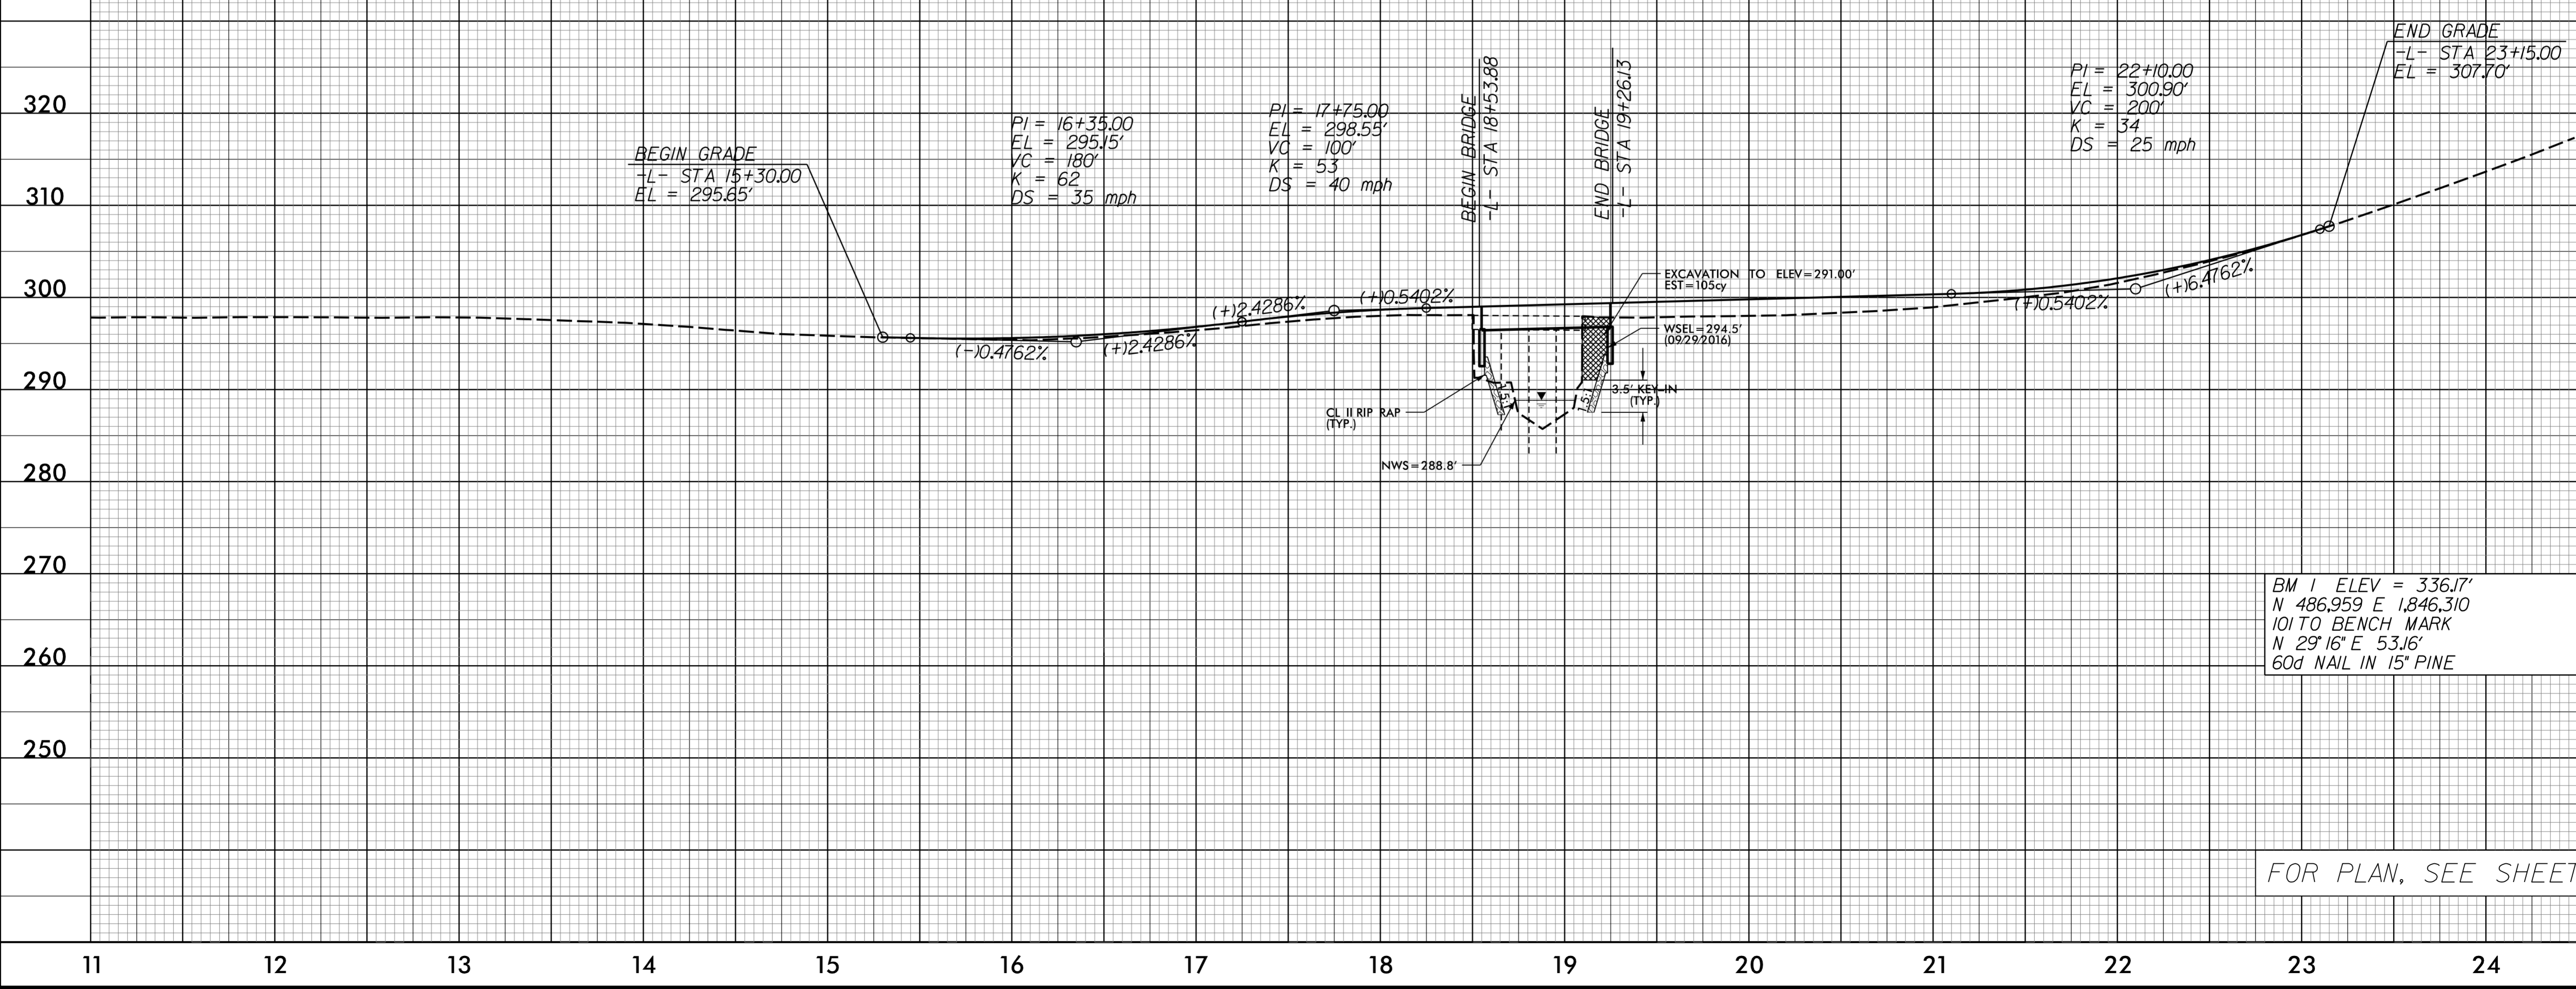 END GRADE
-L- STA 23+15.00
EL = 307.70'
PI = 22+10.00
EL = 300.90'
VC = 200'
K = 34
DS = 25 mph
BEGIN BRIDGE
-L- STA 18+53.88
END BRIDGE
-L- STA 19+26.13
PI = 17+75.00
EL = 298.55'
VC = 100'
K = 53
DS = 40 mph
PI = 16+35.00
EL = 295.15'
VC = 180'
K = 62
DS = 35 mph
BEGIN GRADE
-L- STA 15+30.00
EL = 295.65'
320
310
300
290
280
270
260
250
(-)0.4762%
(+)2.4286%
(+)2.4286%
(+)0.5402%
(+)0.5402%
(+)6.4762%
EXCAVATION TO ELEV=291.00'
EST=105cy
WSEL=294.5'
(09/29/2016)
3.5' KEY-IN
(TYP.)
1.5:1
1.5:1
CL II RIP RAP
(TYP.)
NWS=288.8'
BM 1 ELEV = 336.17'
N 486,959 E 1,846,310
101 TO BENCH MARK
N 29°16" E 53.16'
60d NAIL IN 15" PINE
FOR PLAN, SEE SHEET
11 12 13 14 15 16 17 18 19 20 21 22 23 24